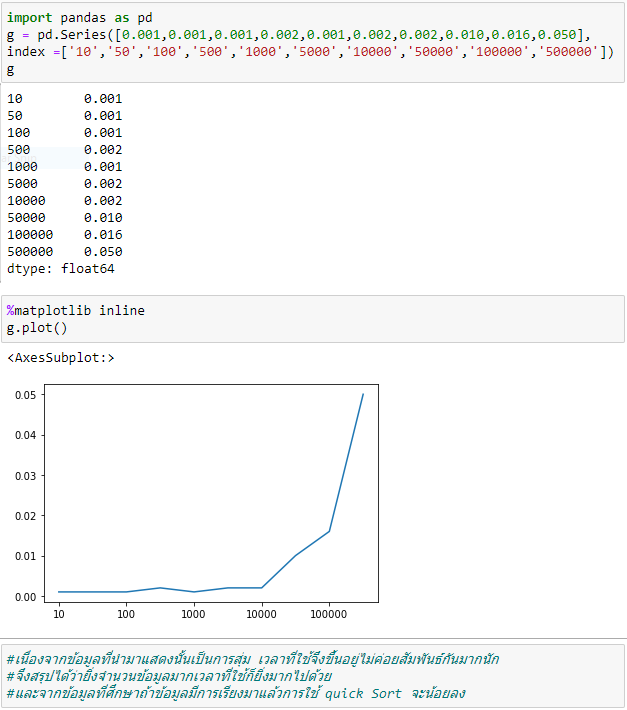 import pandas as pd
g = pd.Series([0.001,0.001,0.001,0.002,0.001,0.002,0.002,0.010,0.016,0.050],
index =['10','50','100','500','1000','5000','10000','50000','100000','500000'])
g
10 0.001
50 0.001
100 0.001
500 0.002
1000 0.001
5000 0.002
10000 0.002
50000 0.010
100000 0.016
500000 0.050
dtype: float64
%matplotlib inline
g.plot()
<AxesSubplot:>
0.05
0.04
0.03
0.02
0.01
0.00
10 100 1000 10000 100000
#เนื่องจากข้อมูลที่นำมาแสดงนั้นเป็นการสุ่ม เวลาที่ใช้จึงขึ้นอยู่ไม่ค่อยสัมพันธ์กันมากนัก
#จึงสรุปได้ว่ายิ่งจำนวนข้อมูลมากเวลาที่ใช้ก็ยิ่งมากไปด้วย
#และจากข้อมูลที่ศึกษาถ้าข้อมูลมีการเรียงมาแล้วการใช้ quick Sort จะน้อยลง